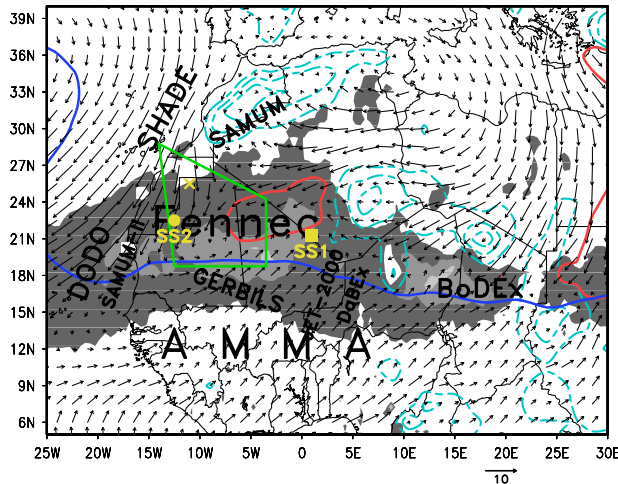 39N
36N
33N
30N
27N
24N
21N
18N
15N
12N
9N
6N
SHADE
SAMUM
Fennec
SS2
SS1
DODO
SAMUM-II
GERBILS
JET-2000
DaBEx
BoDEx
A M M A
25W 20W 15W 10W 5W 0 5E 10E 15E 20E 25E 30E
10